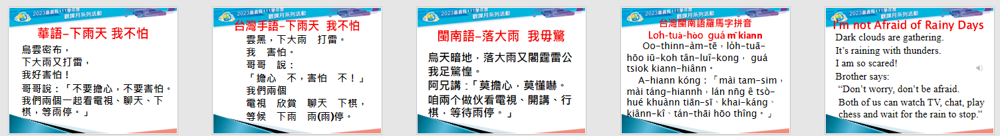 2023嘉義縣111學年度
觀課月系列活動
華語–下雨天 我不怕
烏雲密布，
下大雨又打雷，
我好害怕！
哥哥說：「不要擔心，不要害怕。
我們兩個一起看電視、聊天、下
棋，等雨停。」
2023嘉義縣111學年度
觀課月系列活動
台灣手語–下雨天 我不怕
雲黑，下大雨 打雷。
我 害怕。
哥哥 說：
「擔心 不，害怕 不！」
我們兩個
電視 欣賞 聊天 下棋，
等候 下雨 雨(雨)停。
2023嘉義縣111學年度
觀課月系列活動
閩南語–落大雨 我毋驚
烏天暗地，落大雨又閣霆雷公
我足驚惶。
阿兄講：「莫擔心，莫懂嚇。
咱兩个做伙看電視、開講、行
棋，等待雨停。」
2023嘉義縣111學年度
觀課月系列活動
台灣閩南語羅馬字拼音
Lo̍h-tuā-hōo guá m̄ kiann
Oo-thinn-àm-tē，lo̍h-tuā-
hōo iū-koh tân-luî-kong， guá
tsiok kiann-hiânn。
A-hiann kóng：「mài tam-sim，
mài táng-hiannh，lán nn̄g ê tsò-
hué khuànn tiān-sī、khai-káng、
kiânn-kî、tán-thāi hōo thîng。」
2023嘉義縣111學年度
觀課月系列活動
I'm not Afraid of Rainy Days
Dark clouds are gathering.
It's raining with thunders.
I am so scared!
Brother says:
“Don't worry, don't be afraid.
Both of us can watch TV, chat, play
chess and wait for the rain to stop.”